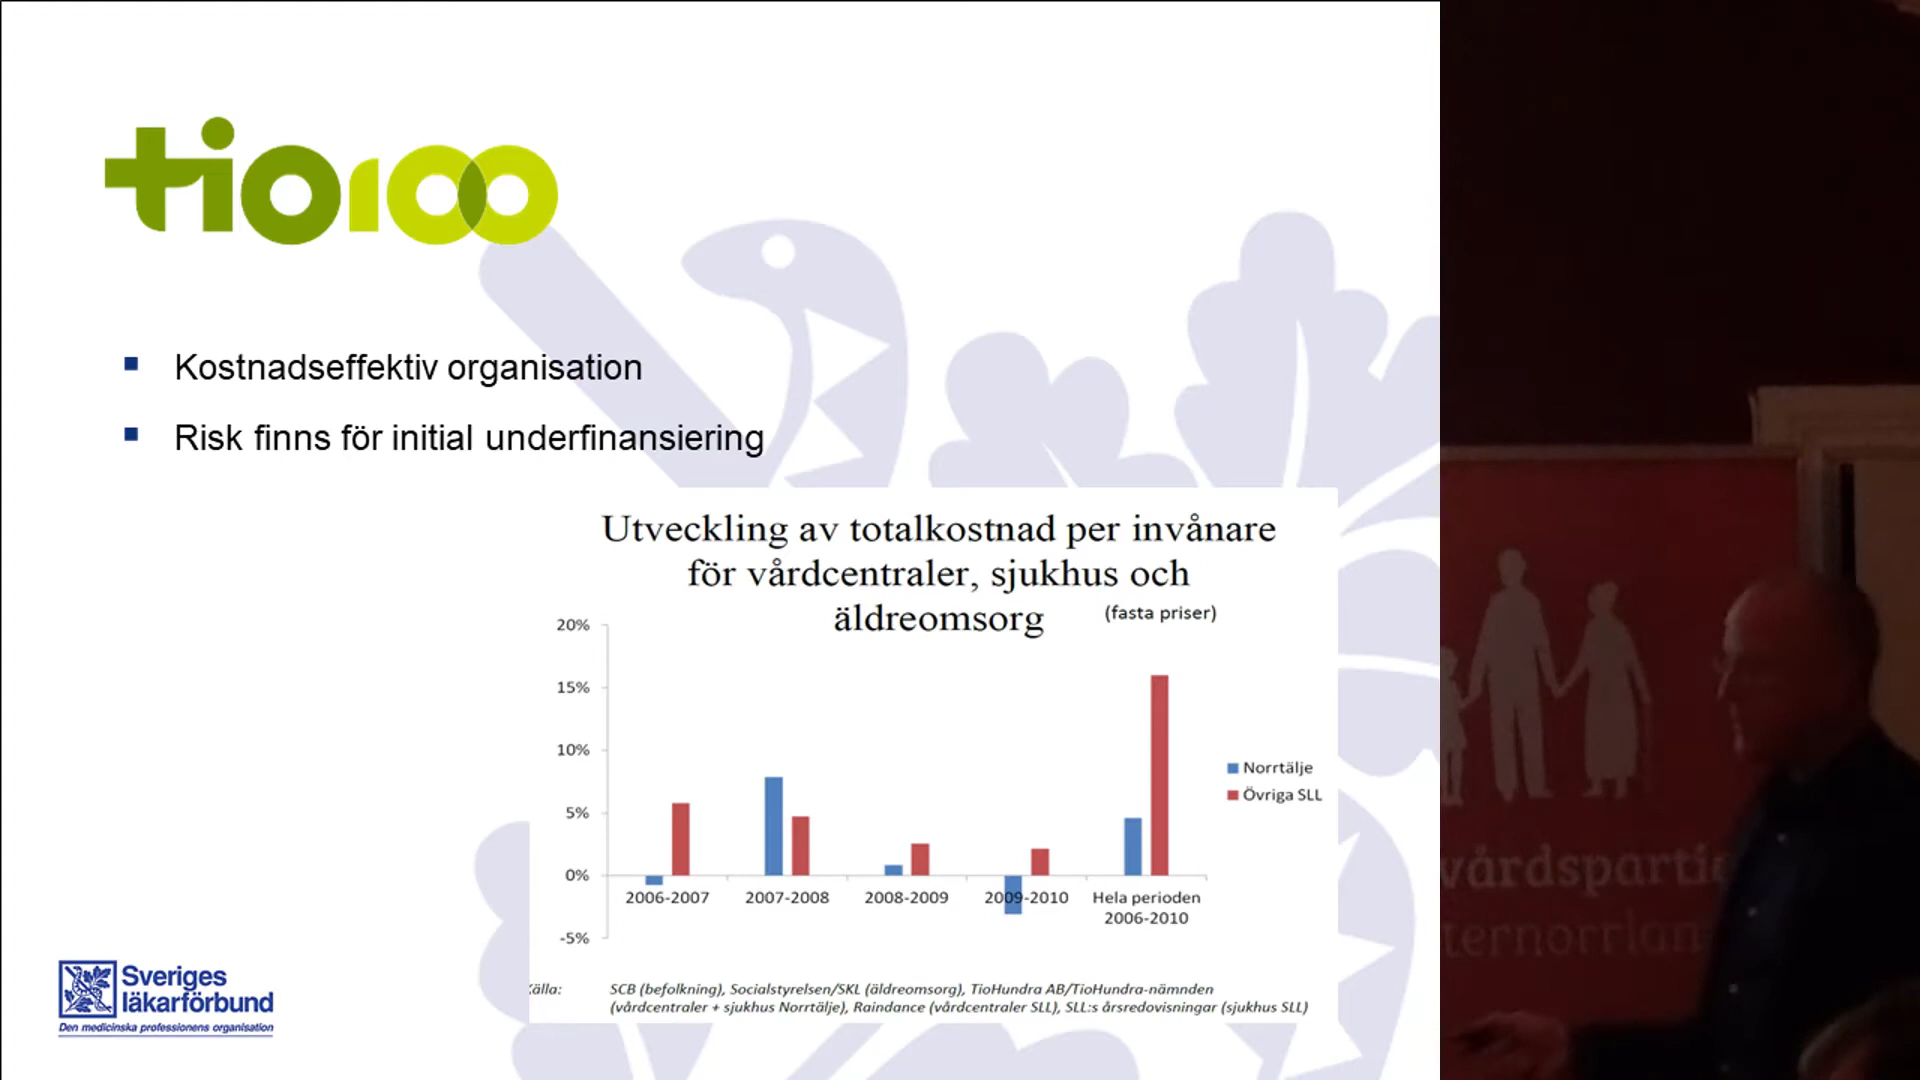 tio100
Kostnadseffektiv organisation
Risk finns för initial underfinansiering
Utveckling av totalkostnad per invånare
för vårdcentraler, sjukhus och
äldreomsorg (fasta priser)
20%
15%
10%
5%
0%
-5%
2006-2007 2007-2008 2008-2009 2009-2010 Hela perioden
2006-2010
Norrtälje
Övriga SLL
SCB (befolkning), Socialstyrelsen/SKL (äldreomsorg), TioHundra AB/TioHundra-nämnden
(vårdcentraler + sjukhus Norrtälje), Raindance (vårdcentraler SLL), SLL:s årsredovisningar (sjukhus SLL)
Sveriges
läkarförbund
Den medicinska professionens organisation
vårdsparti
ternorrlan